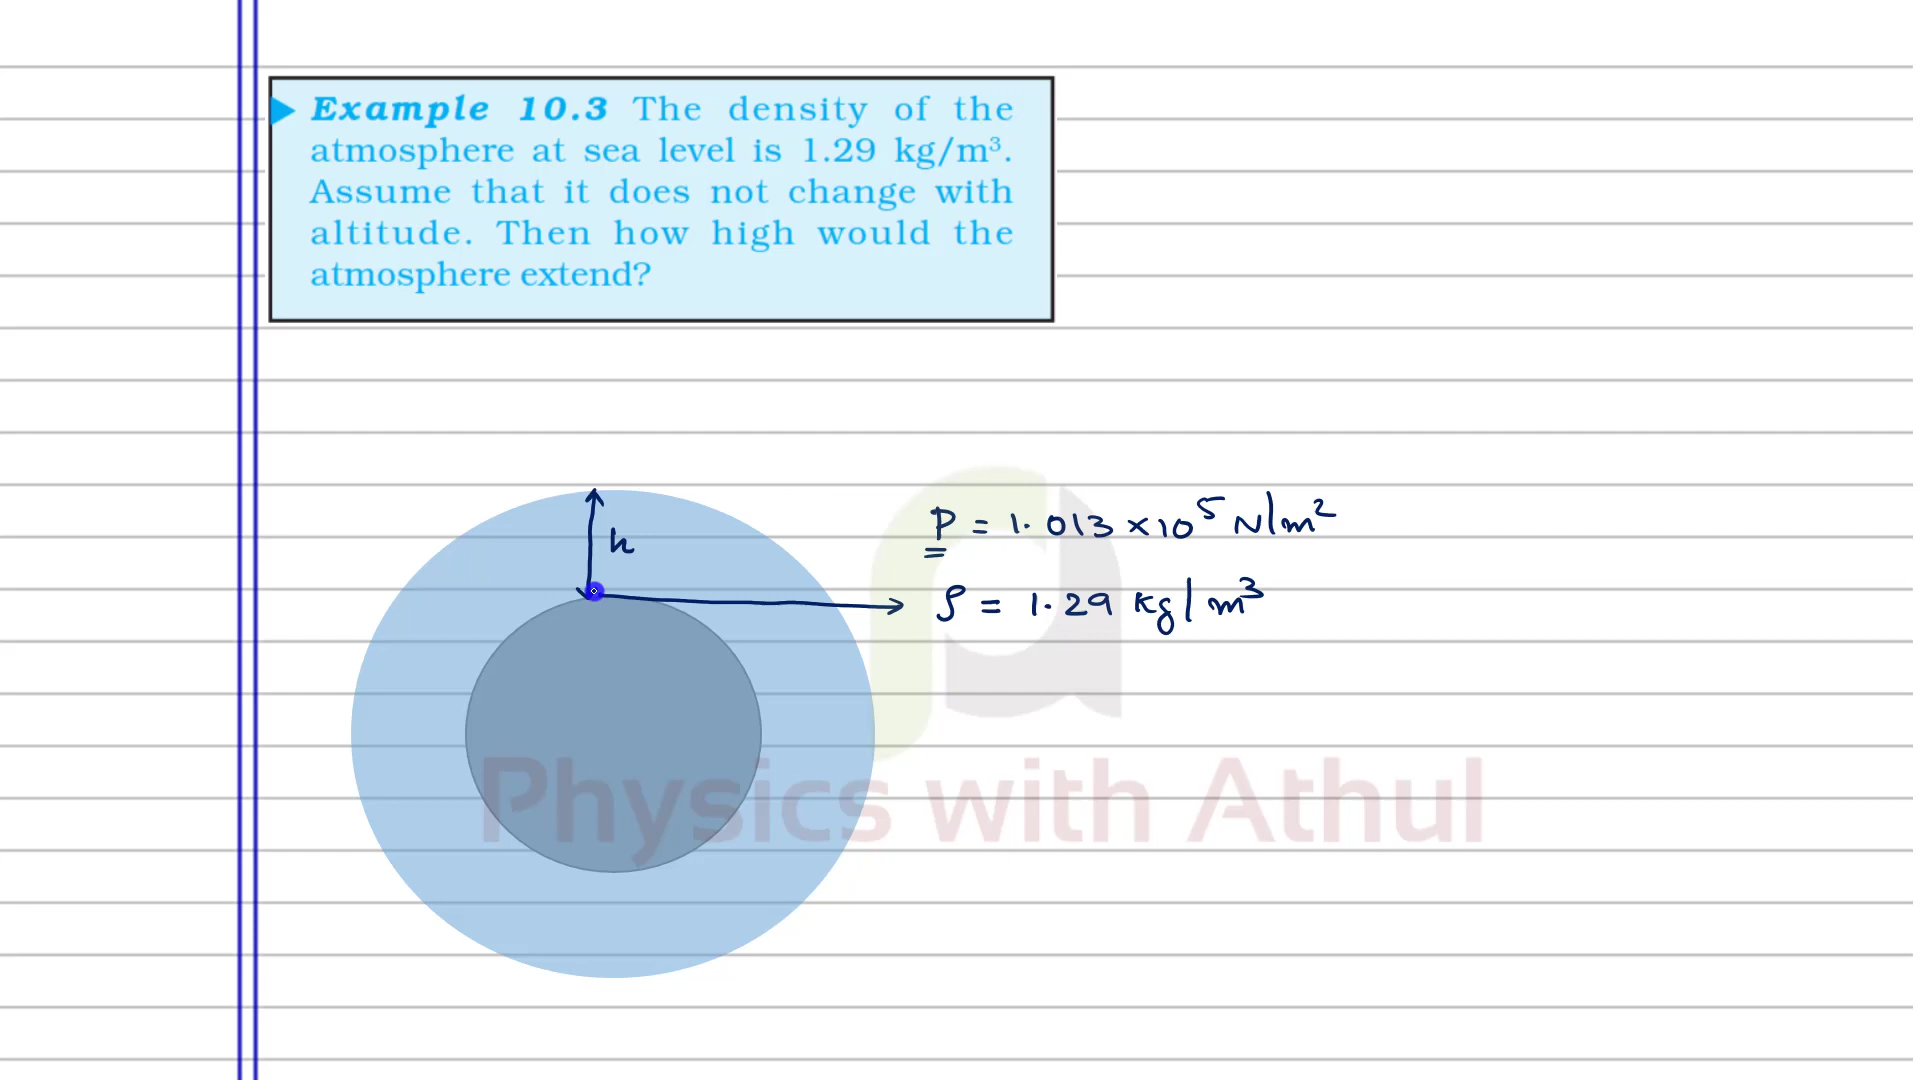 Example 10.3 The density of the
atmosphere at sea level is 1.29 kg/m³.
Assume that it does not change with
altitude. Then how high would the
atmosphere extend?
h
P = 1.013 × 10⁵ N/m²
ρ = 1.29 kg/m³
Physics with Athul